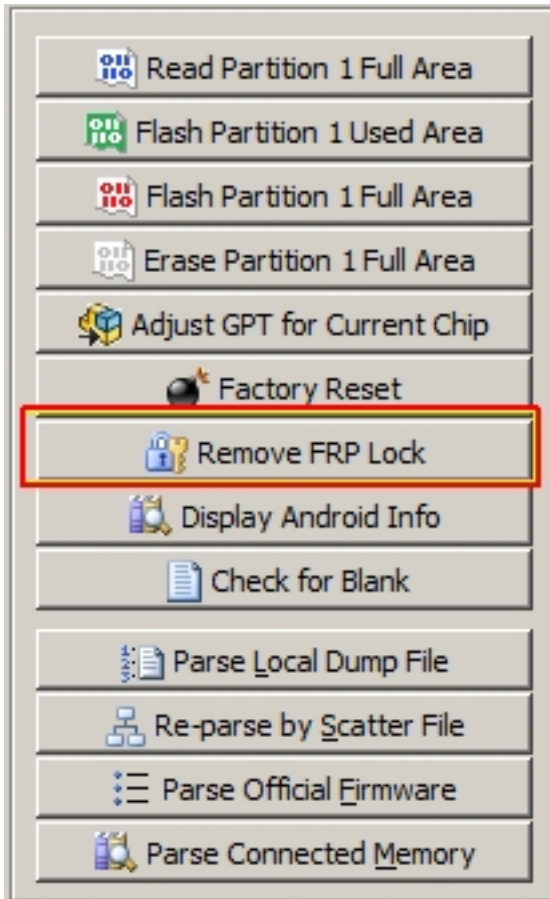 Read Partition 1 Full Area
Flash Partition 1 Used Area
Flash Partition 1 Full Area
Erase Partition 1 Full Area
Adjust GPT for Current Chip
Factory Reset
Remove FRP Lock
Display Android Info
Check for Blank
Parse Local Dump File
Re-parse by Scatter File
Parse Official Firmware
Parse Connected Memory